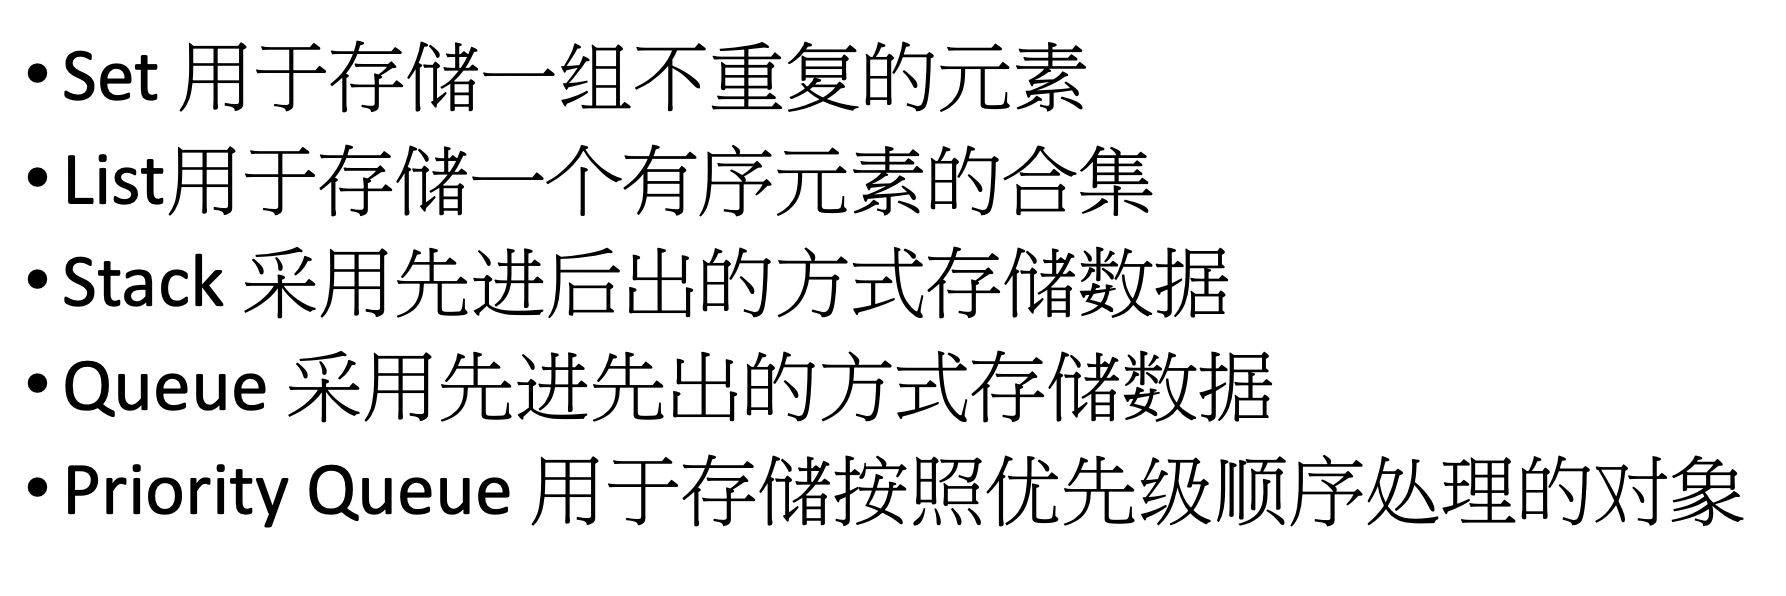 • Set 用于存储一组不重复的元素
• List用于存储一个有序元素的合集
• Stack 采用先进后出的方式存储数据
• Queue 采用先进先出的方式存储数据
• Priority Queue 用于存储按照优先级顺序处理的对象